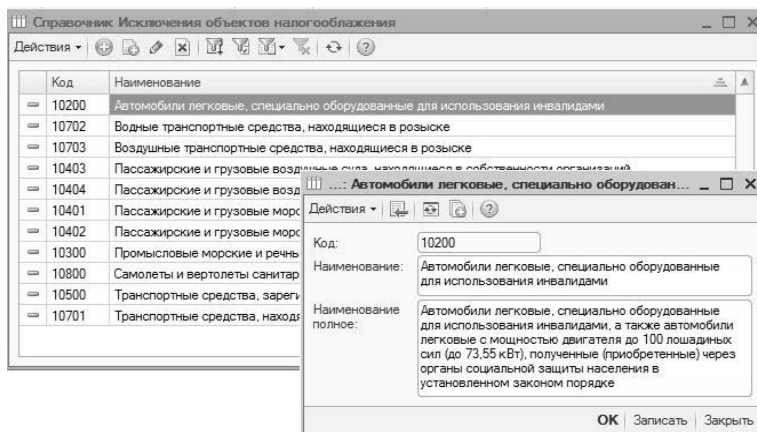 Справочник Исключения объектов налогооблажения
Действия
Код Наименование
10200 Автомобили легковые, специально оборудованные для использования инвалидами
10702 Водные транспортные средства, находящиеся в розыске
10703 Воздушные транспортные средства, находящиеся в розыске
10403 Пассажирские и грузовые воздушные суда, находящиеся в собственности организаций
10404 Пассажирские и грузовые возд
10401 Пассажирские и грузовые морс
10402 Пассажирские и грузовые морс
10300 Промысловые морские и речны
10800 Самолеты и вертолеты санитар
10500 Транспортные средства, зареги
10701 Транспортные средства, находя
...: Автомобили легковые, специально оборудован...
Действия
Код: 10200
Наименование: Автомобили легковые, специально оборудованные
для использования инвалидами
Наименование полное: Автомобили легковые, специально оборудованные
для использования инвалидами, а также автомобили
легковые с мощностью двигателя до 100 лошадиных
сил (до 73,55 кВт), полученные (приобретенные) через
органы социальной защиты населения в
установленном законом порядке
OK Записать Закрыть